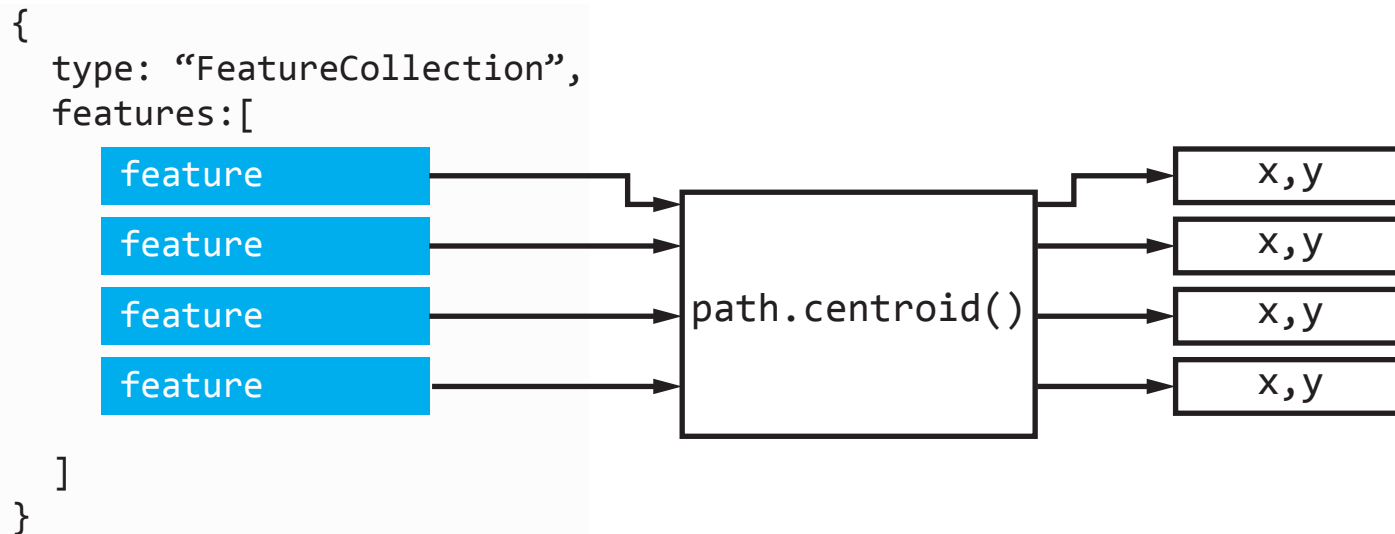 {
type: “FeatureCollection”,
features:[
feature
feature
feature
feature
]
}
path.centroid()
x,y
x,y
x,y
x,y